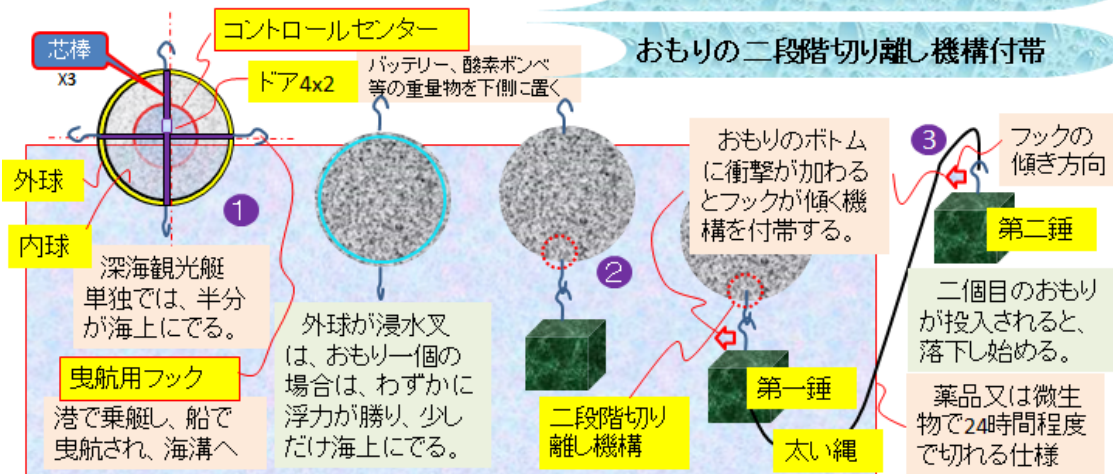 おもりの二段階切り離し機構付帯
コントロールセンター
芯棒
X3
ドア4x2
バッテリー、酸素ボンベ
等の重量物を下側に置く
外球
内球
1
深海観光艇
単独では、半分
が海上にでる。
曳航用フック
港で乗艇し、船で
曳航され、海溝へ
外球が浸水叉
は、おもり一個の
場合は、わずかに
浮力が勝り、少し
だけ海上にでる。
2
二段階切り
離し機構
おもりのボトム
に衝撃が加わる
とフックが傾く機
構を付帯する。
第一錘
太い縄
3
フックの
傾き方向
第二錘
二個目のおもり
が投入されると、
落下し始める。
薬品又は微生
物で24時間程度
で切れる仕様